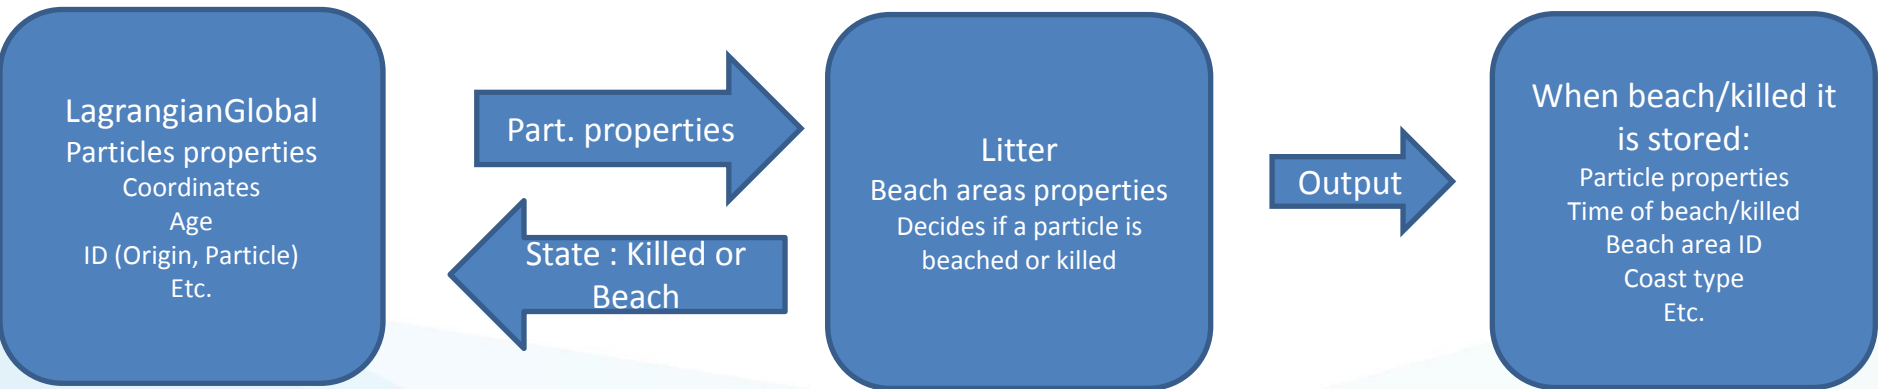 LagrangianGlobal
Particles properties
Coordinates
Age
ID (Origin, Particle)
Etc.
Part. properties
State : Killed or
Beach
Litter
Beach areas properties
Decides if a particle is
beached or killed
Output
When beach/killed it
is stored:
Particle properties
Time of beach/killed
Beach area ID
Coast type
Etc.